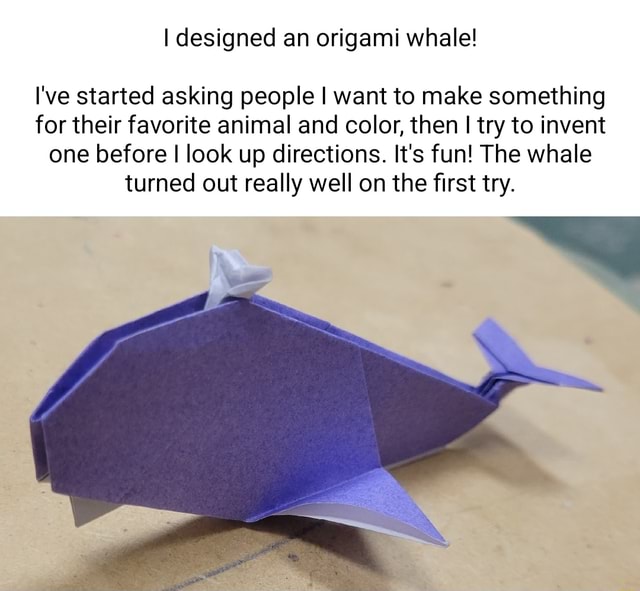 I designed an origami whale!
I've started asking people I want to make something
for their favorite animal and color, then I try to invent
one before I look up directions. It's fun! The whale
turned out really well on the first try.